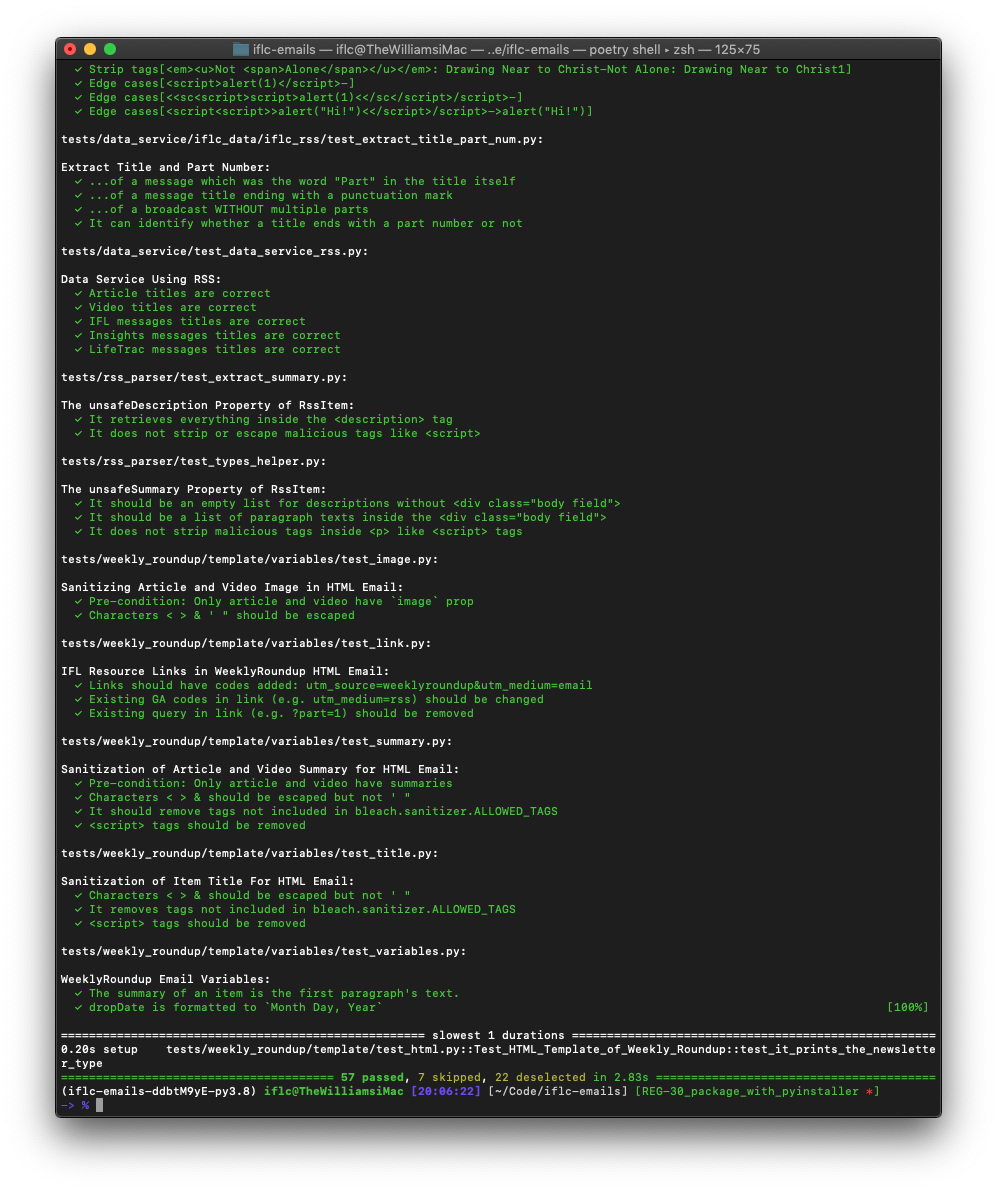 iflc-emails — iflc@TheWilliamsiMac — ..e/iflc-emails — poetry shell ▸ zsh — 125×75
✓ Strip tags[<em><u>Not <span>Alone</span></u></em>: Drawing Near to Christ-Not Alone: Drawing Near to Christ1]
✓ Edge cases[<script>alert(1)</script>-]
✓ Edge cases[<<sc<script>script>alert(1)<</sc</script>/script>-]
✓ Edge cases[<script<script>>alert("Hi!")<</script>/script>->alert("Hi!")]
tests/data_service/iflc_data/iflc_rss/test_extract_title_part_num.py:
Extract Title and Part Number:
✓ ...of a message which was the word "Part" in the title itself
✓ ...of a message title ending with a punctuation mark
✓ ...of a broadcast WITHOUT multiple parts
✓ It can identify whether a title ends with a part number or not
tests/data_service/test_data_service_rss.py:
Data Service Using RSS:
✓ Article titles are correct
✓ Video titles are correct
✓ IFL messages titles are correct
✓ Insights messages titles are correct
✓ LifeTrac messages titles are correct
tests/rss_parser/test_extract_summary.py:
The unsafeDescription Property of RssItem:
✓ It retrieves everything inside the <description> tag
✓ It does not strip or escape malicious tags like <script>
tests/rss_parser/test_types_helper.py:
The unsafeSummary Property of RssItem:
✓ It should be an empty list for descriptions without <div class="body field">
✓ It should be a list of paragraph texts inside the <div class="body field">
✓ It does not strip malicious tags inside <p> like <script> tags
tests/weekly_roundup/template/variables/test_image.py:
Sanitizing Article and Video Image in HTML Email:
✓ Pre-condition: Only article and video have `image` prop
✓ Characters < > & ' " should be escaped
tests/weekly_roundup/template/variables/test_link.py:
IFL Resource Links in WeeklyRoundup HTML Email:
✓ Links should have codes added: utm_source=weeklyroundup&utm_medium=email
✓ Existing GA codes in link (e.g. utm_medium=rss) should be changed
✓ Existing query in link (e.g. ?part=1) should be removed
tests/weekly_roundup/template/variables/test_summary.py:
Sanitization of Article and Video Summary for HTML Email:
✓ Pre-condition: Only article and video have summaries
✓ Characters < > & should be escaped but not ' "
✓ It should remove tags not included in bleach.sanitizer.ALLOWED_TAGS
✓ <script> tags should be removed
tests/weekly_roundup/template/variables/test_title.py:
Sanitization of Item Title For HTML Email:
✓ Characters < > & should be escaped but not ' "
✓ It removes tags not included in bleach.sanitizer.ALLOWED_TAGS
✓ <script> tags should be removed
tests/weekly_roundup/template/variables/test_variables.py:
WeeklyRoundup Email Variables:
✓ The summary of an item is the first paragraph's text.
✓ dropDate is formatted to `Month Day, Year` [100%]
==================================================== slowest 1 durations ====================================================
0.20s setup    tests/weekly_roundup/template/test_html.py::Test_HTML_Template_of_Weekly_Roundup::test_it_prints_the_newslette
r_type
======================================= 57 passed, 7 skipped, 22 deselected in 2.83s ========================================
(iflc-emails-ddbtM9yE-py3.8) iflc@TheWilliamsiMac [20:06:22] [~/Code/iflc-emails] [REG-30_package_with_pyinstaller *]
-> %